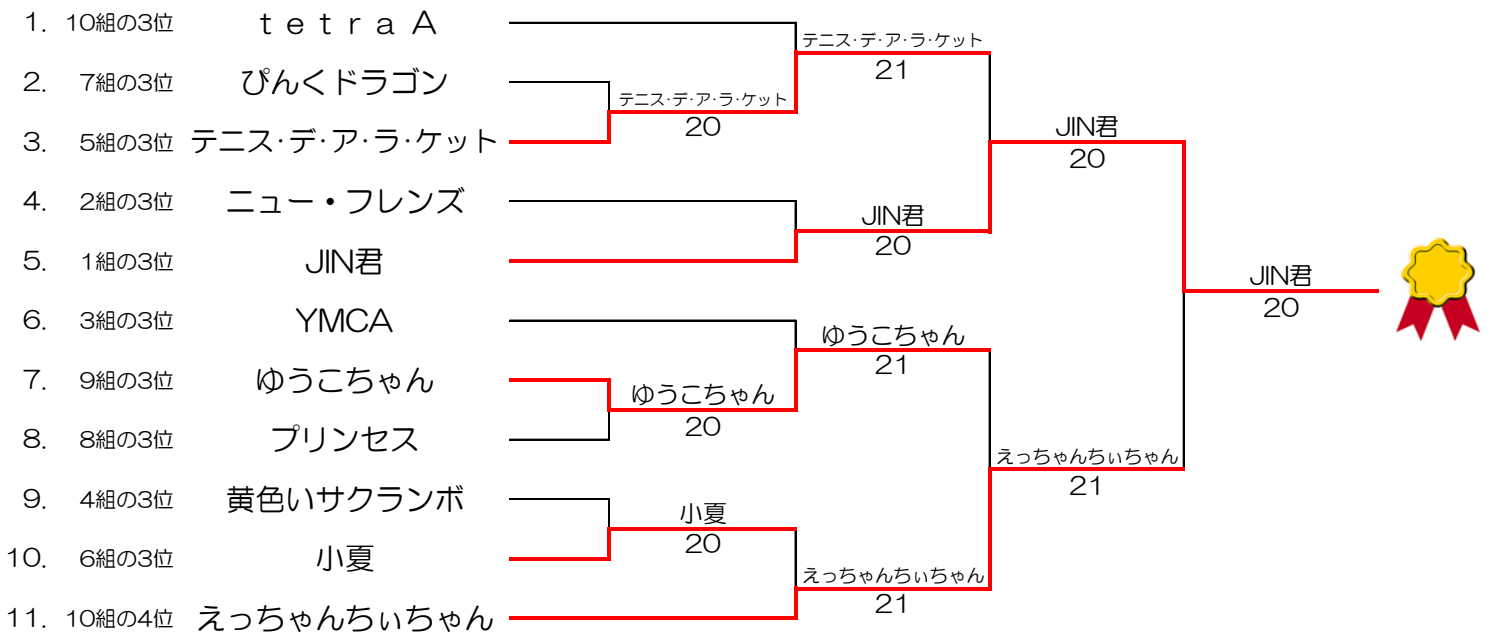 1. 10組の3位 ｔｅｔｒａ Ａ
テニス･デ･ア･ラ･ケット
21
2. 7組の3位 ぴんくドラゴン
テニス･デ･ア･ラ･ケット
20
3. 5組の3位 テニス･デ･ア･ラ･ケット
JIN君
20
4. 2組の3位 ニュー・フレンズ
JIN君
20
5. 1組の3位 JIN君
JIN君
20
6. 3組の3位 YMCA
ゆうこちゃん
21
7. 9組の3位 ゆうこちゃん
ゆうこちゃん
20
8. 8組の3位 プリンセス
えっちゃんちぃちゃん
21
9. 4組の3位 黄色いサクランボ
小夏
20
10. 6組の3位 小夏
えっちゃんちぃちゃん
21
11. 10組の4位 えっちゃんちぃちゃん